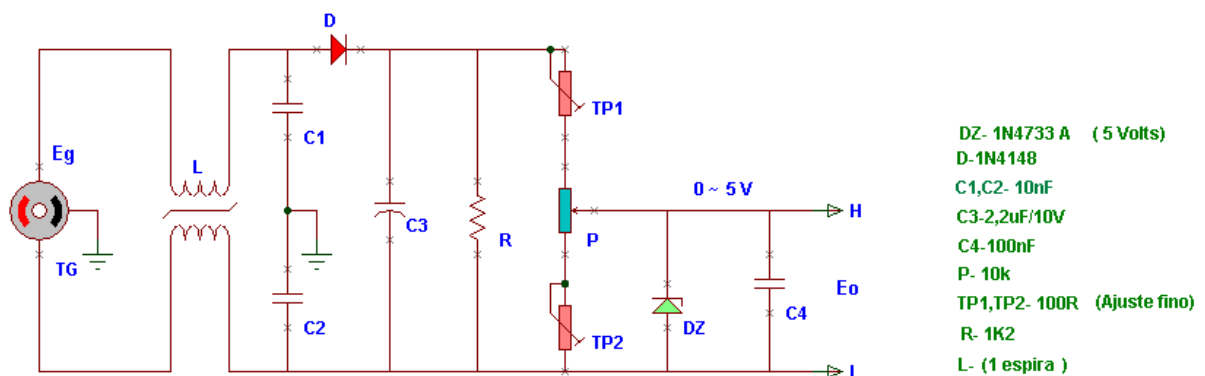 D
TP1
C1
Eg
L
0 ~ 5 V
H
C3
R
P
TG
Eo
C4
C2
DZ
TP2
L
DZ- 1N4733 A ( 5 Volts)
D-1N4148
C1,C2- 10nF
C3-2,2uF/10V
C4-100nF
P- 10k
TP1,TP2- 100R (Ajuste fino)
R- 1K2
L- (1 espira )